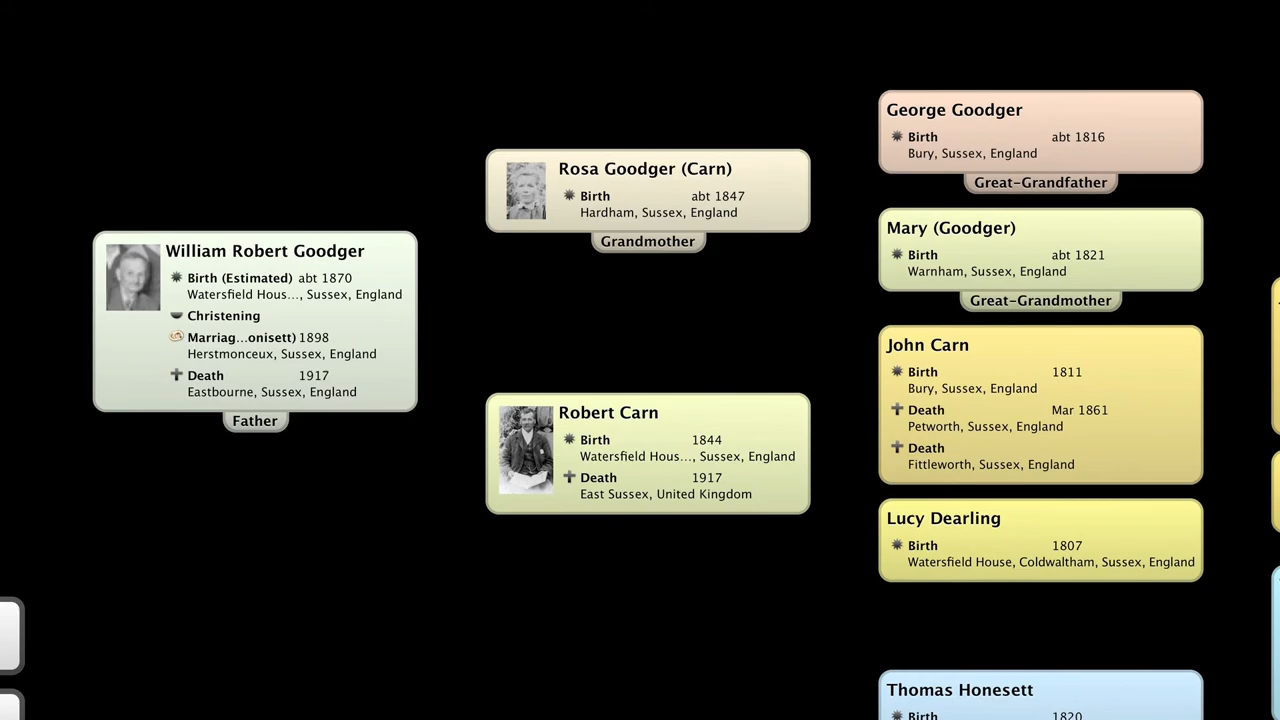 William Robert Goodger
Birth (Estimated) abt 1870
Watersfield Hous..., Sussex, England
Christening
Marriag...onisett) 1898
Herstmonceux, Sussex, England
Death 1917
Eastbourne, Sussex, England
Father
Rosa Goodger (Carn)
Birth abt 1847
Hardham, Sussex, England
Grandmother
Robert Carn
Birth 1844
Watersfield Hous..., Sussex, England
Death 1917
East Sussex, United Kingdom
George Goodger
Birth abt 1816
Bury, Sussex, England
Great-Grandfather
Mary (Goodger)
Birth abt 1821
Warnham, Sussex, England
Great-Grandmother
John Carn
Birth 1811
Bury, Sussex, England
Death Mar 1861
Petworth, Sussex, England
Death
Fittleworth, Sussex, England
Lucy Dearling
Birth 1807
Watersfield House, Coldwaltham, Sussex, England
Thomas Honesett
Birth 1820